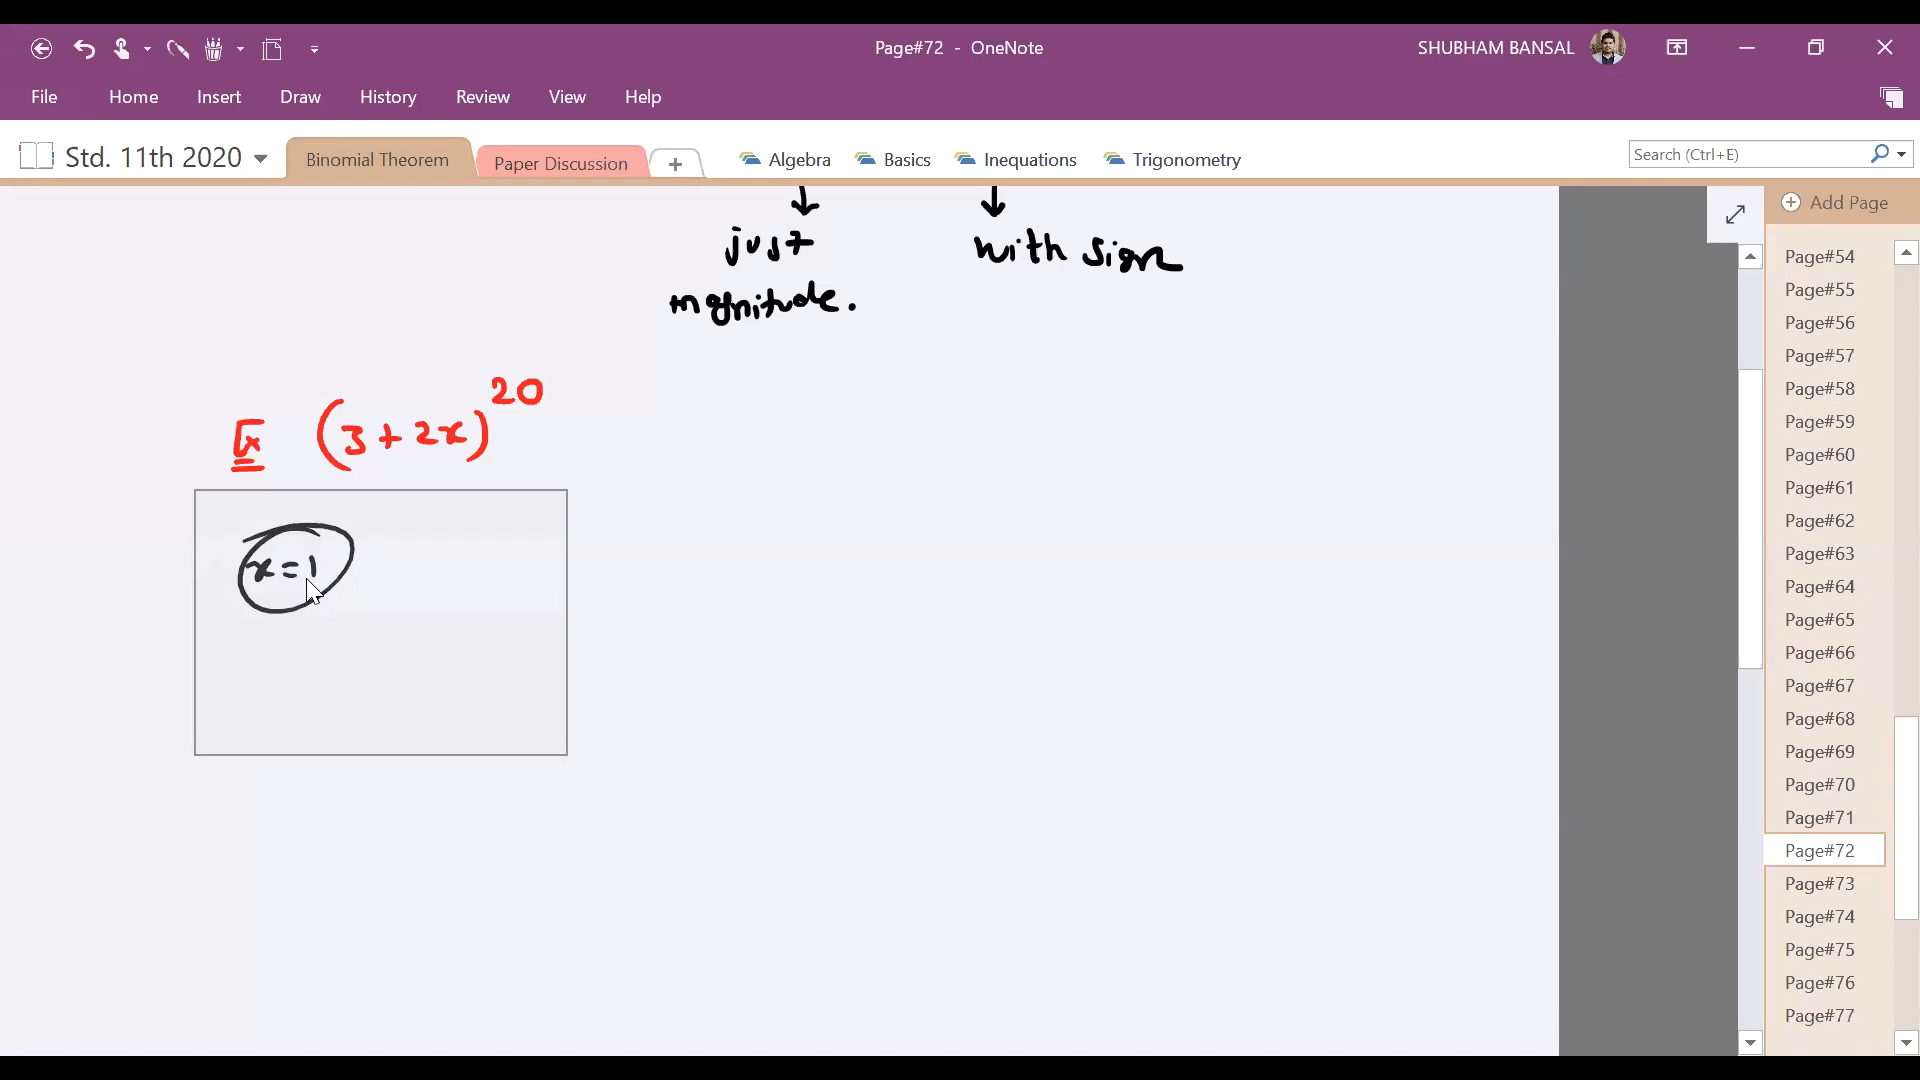 Page#72 - OneNote
SHUBHAM BANSAL
File Home Insert Draw History Review View Help
Std. 11th 2020
Binomial Theorem
Paper Discussion
+
Algebra
Basics
Inequations
Trigonometry
Search (Ctrl+E)
↓ ↓
just
magnitude.
with sign
Ex (3+2x)^20
x=1
Add Page
Page#54
Page#55
Page#56
Page#57
Page#58
Page#59
Page#60
Page#61
Page#62
Page#63
Page#64
Page#65
Page#66
Page#67
Page#68
Page#69
Page#70
Page#71
Page#72
Page#73
Page#74
Page#75
Page#76
Page#77